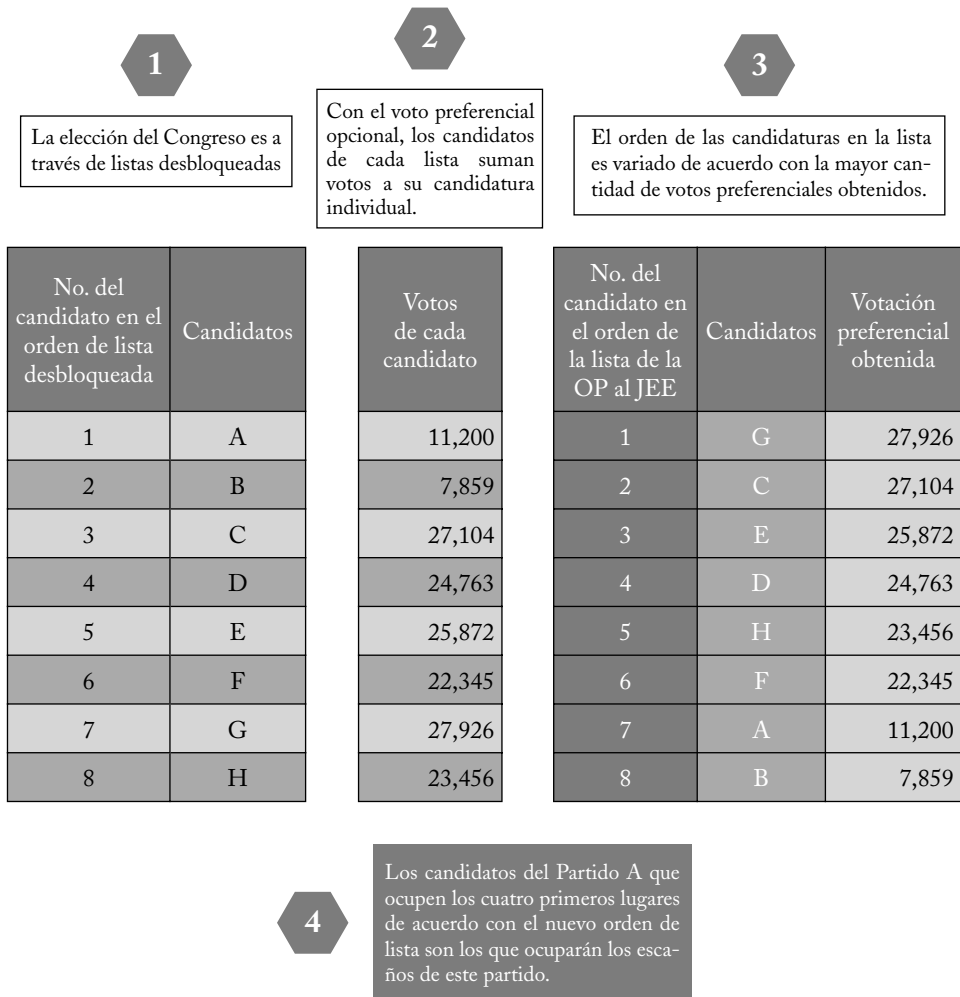 1
La elección del Congreso es a
través de listas desbloqueadas
2
Con el voto preferencial
opcional, los candidatos
de cada lista suman
votos a su candidatura
individual.
3
El orden de las candidaturas en la lista
es variado de acuerdo con la mayor can-
tidad de votos preferenciales obtenidos.
No. del
candidato en el
orden de lista
desbloqueada
Candidatos
1 A
2 B
3 C
4 D
5 E
6 F
7 G
8 H
Votos
de cada
candidato
11,200
7,859
27,104
24,763
25,872
22,345
27,926
23,456
No. del
candidato en
el orden de
la lista de la
OP al JEE
Candidatos
Votación
preferencial
obtenida
1 G 27,926
2 C 27,104
3 E 25,872
4 D 24,763
5 H 23,456
6 F 22,345
7 A 11,200
8 B 7,859
4
Los candidatos del Partido A que
ocupen los cuatro primeros lugares
de acuerdo con el nuevo orden de
lista son los que ocuparán los esca-
ños de este partido.